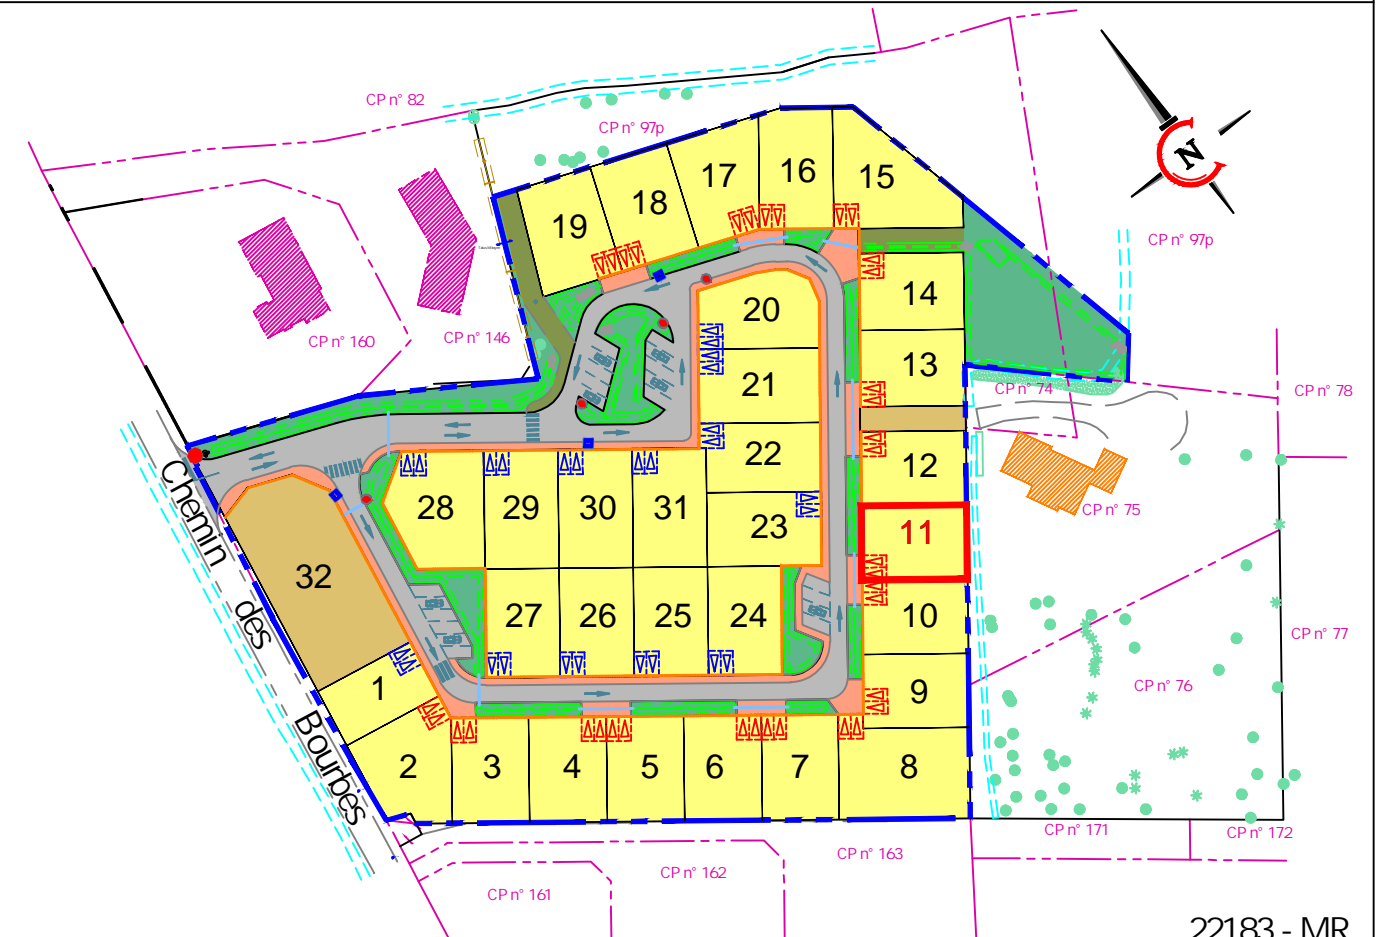 CP n° 82
CP n° 97p
N
17
16
15
18
19
CP n° 97p
14
20
CP n° 160
CP n° 146
13
21
CP n° 74
CP n° 78
22
12
28
29
30
31
23
11
CP n° 75
Chemin
des
Bourbes
32
27
26
25
24
10
CP n° 77
1
9
CP n° 76
2
3
4
5
6
7
8
CP n° 171
CP n° 172
CP n° 163
CP n° 162
CP n° 161
22183 - MR